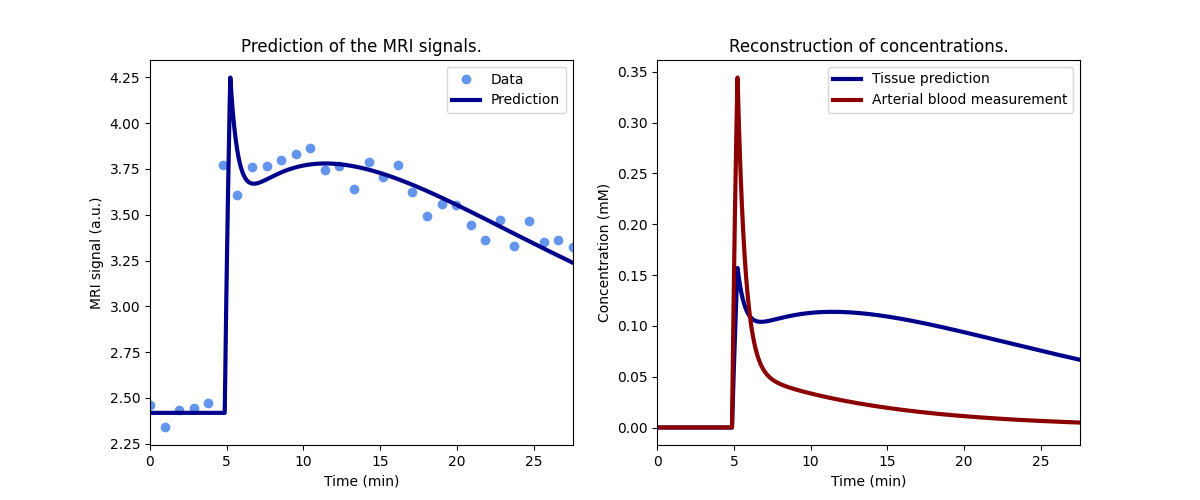 Prediction of the MRI signals.
MRI signal (a.u.)
4.25
4.00
3.75
3.50
3.25
3.00
2.75
2.50
2.25
Data
Prediction
0 5 10 15 20 25
Time (min)
Reconstruction of concentrations.
Concentration (mM)
0.35
0.30
0.25
0.20
0.15
0.10
0.05
0.00
Tissue prediction
Arterial blood measurement
0 5 10 15 20 25
Time (min)